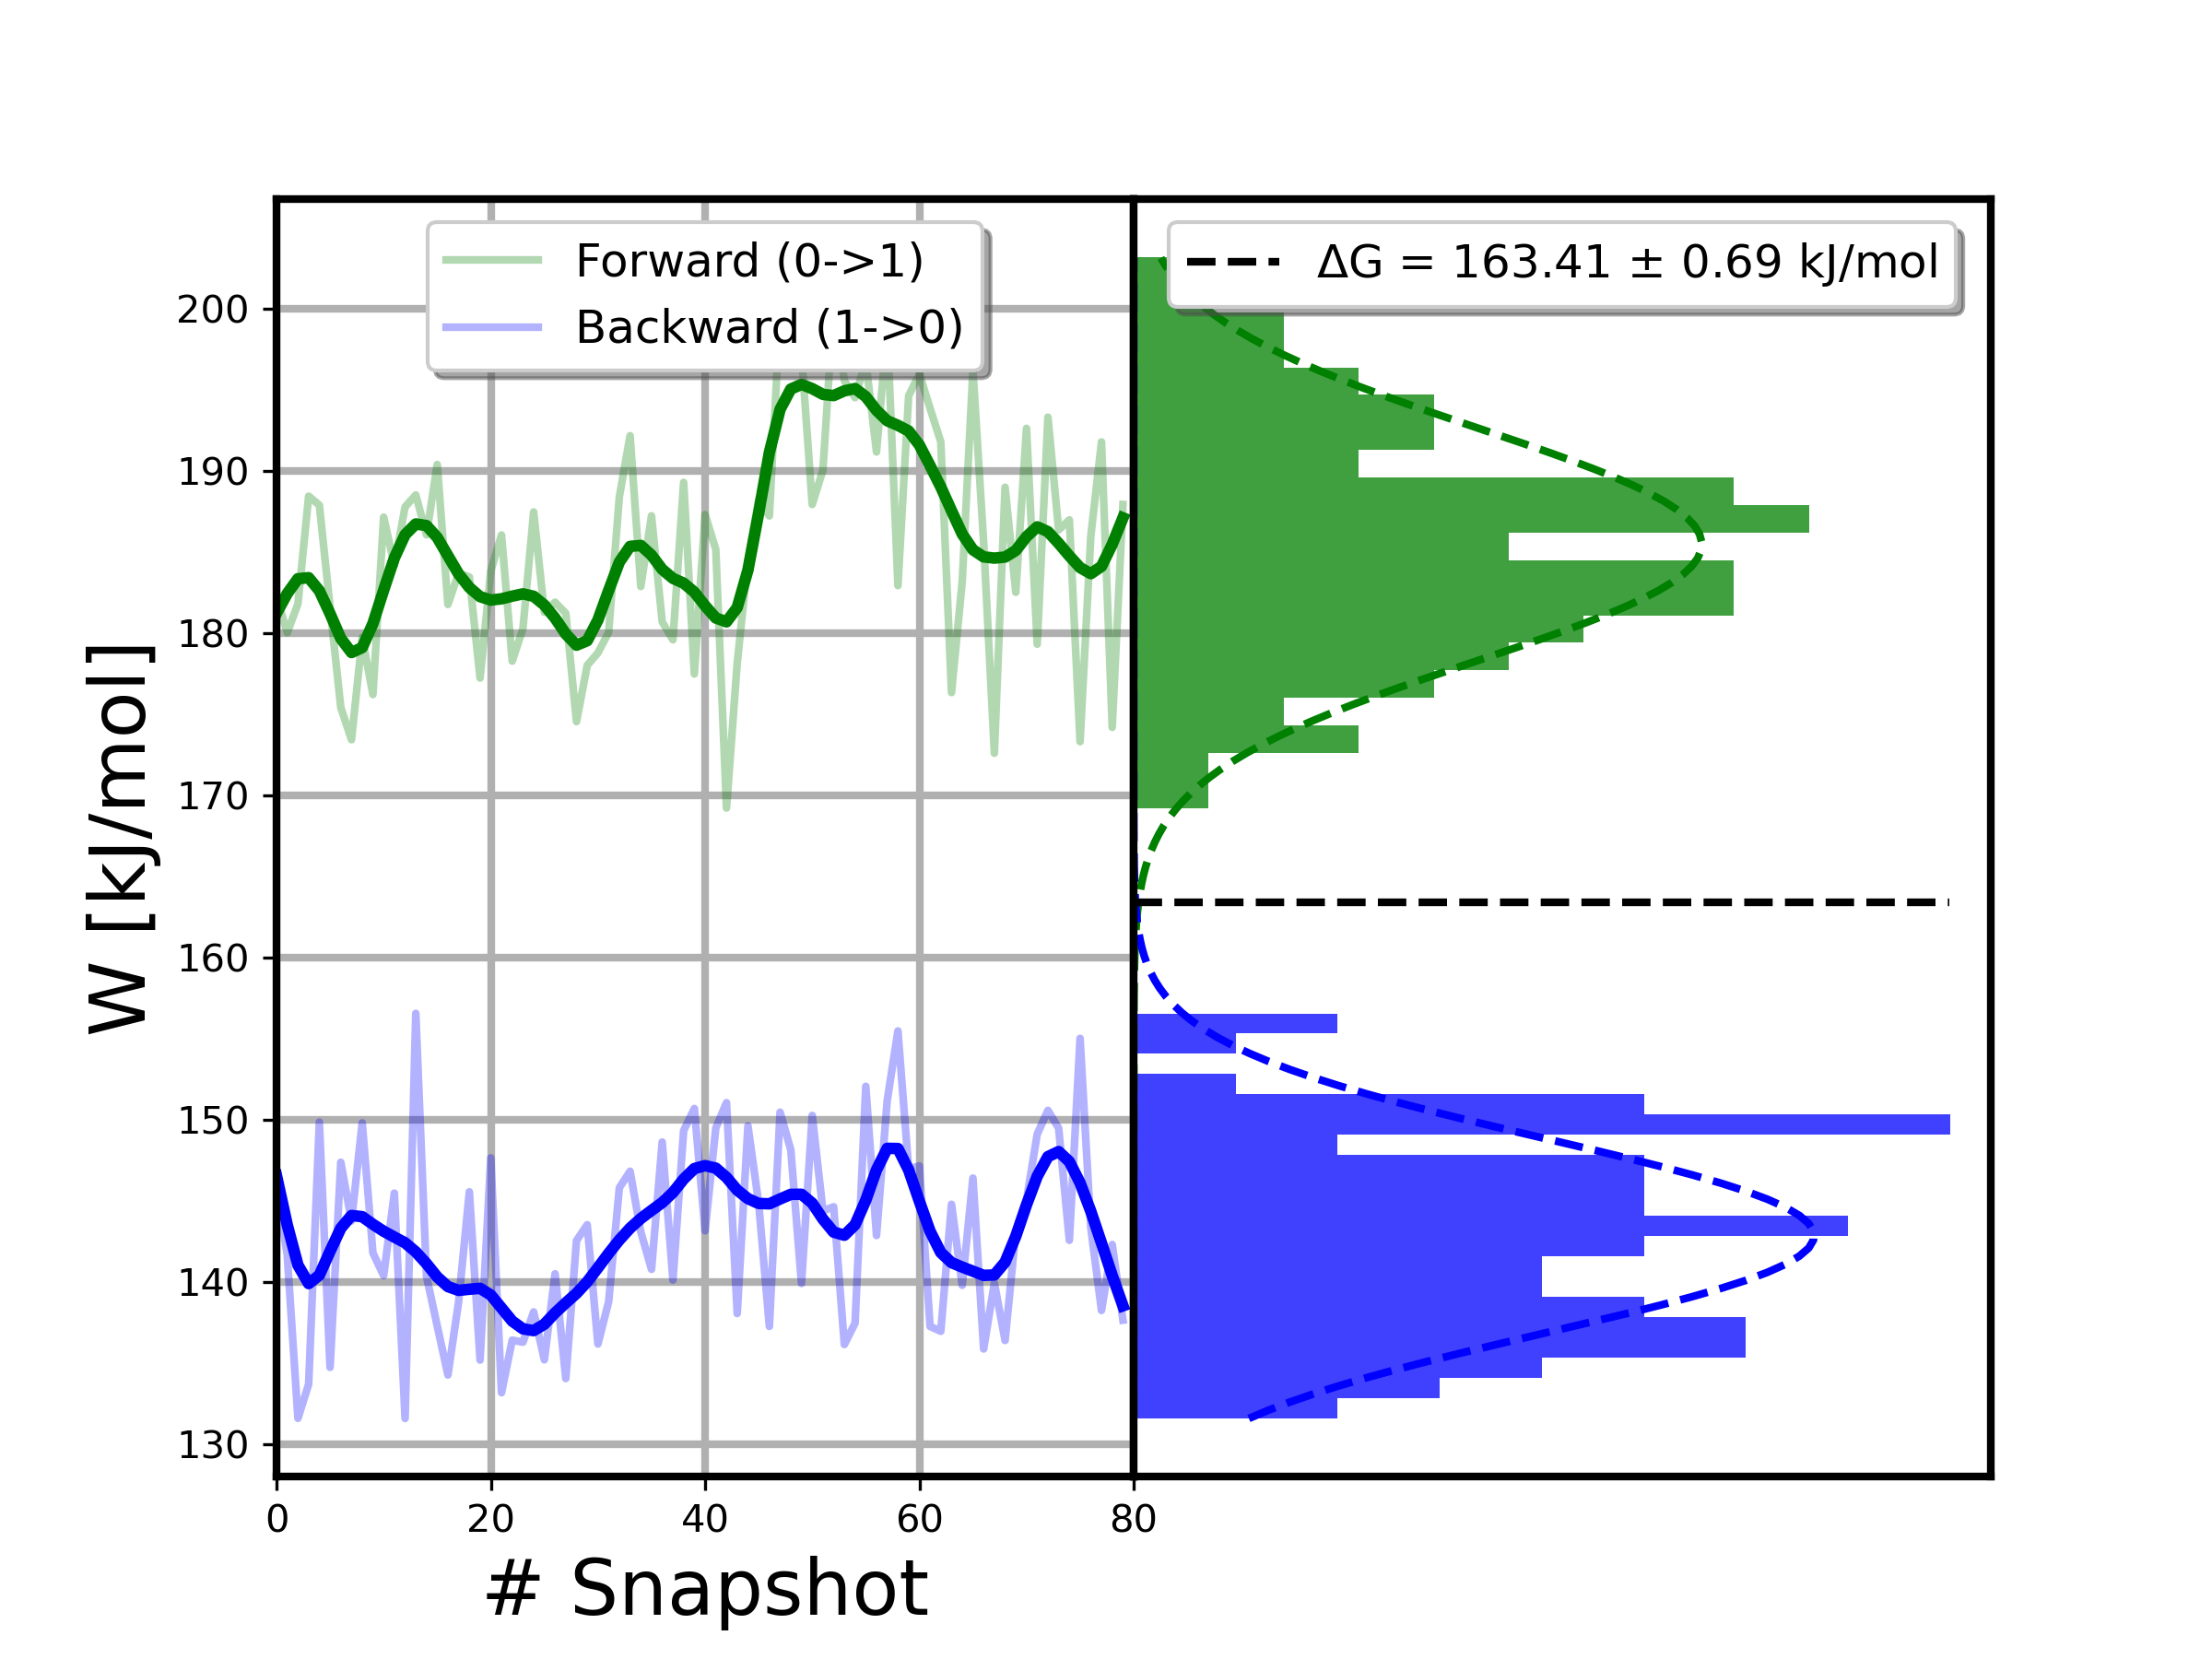 Forward (0->1)
Backward (1->0)
ΔG = 163.41 ± 0.69 kJ/mol
200
190
180
170
160
150
140
130
W [kJ/mol]
0
20
40
60
80
# Snapshot